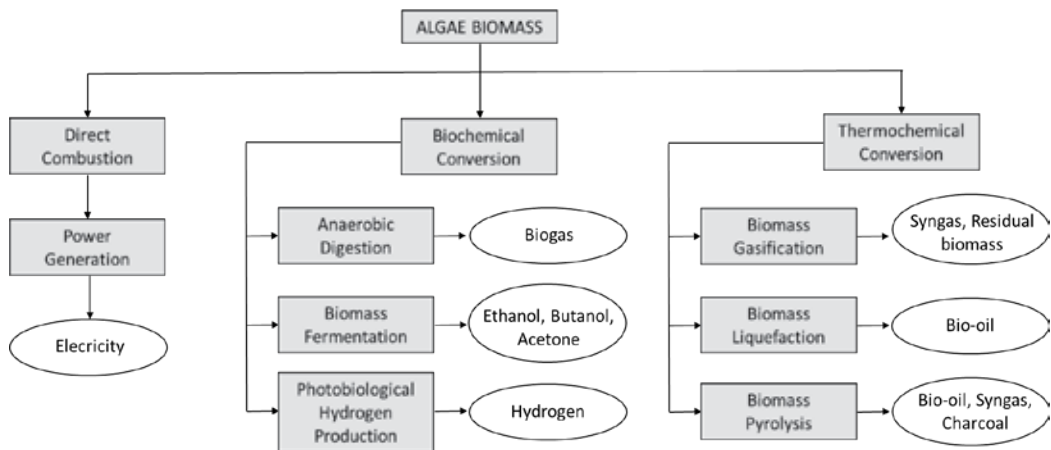 ALGAE BIOMASS
Direct
Combustion
Biochemical
Conversion
Thermochemical
Conversion
Power
Generation
Anaerobic
Digestion
Biogas
Biomass
Gasification
Syngas, Residual
biomass
Elecricity
Biomass
Fermentation
Ethanol, Butanol,
Acetone
Biomass
Liquefaction
Bio-oil
Photobiological
Hydrogen
Production
Hydrogen
Biomass
Pyrolysis
Bio-oil, Syngas,
Charcoal